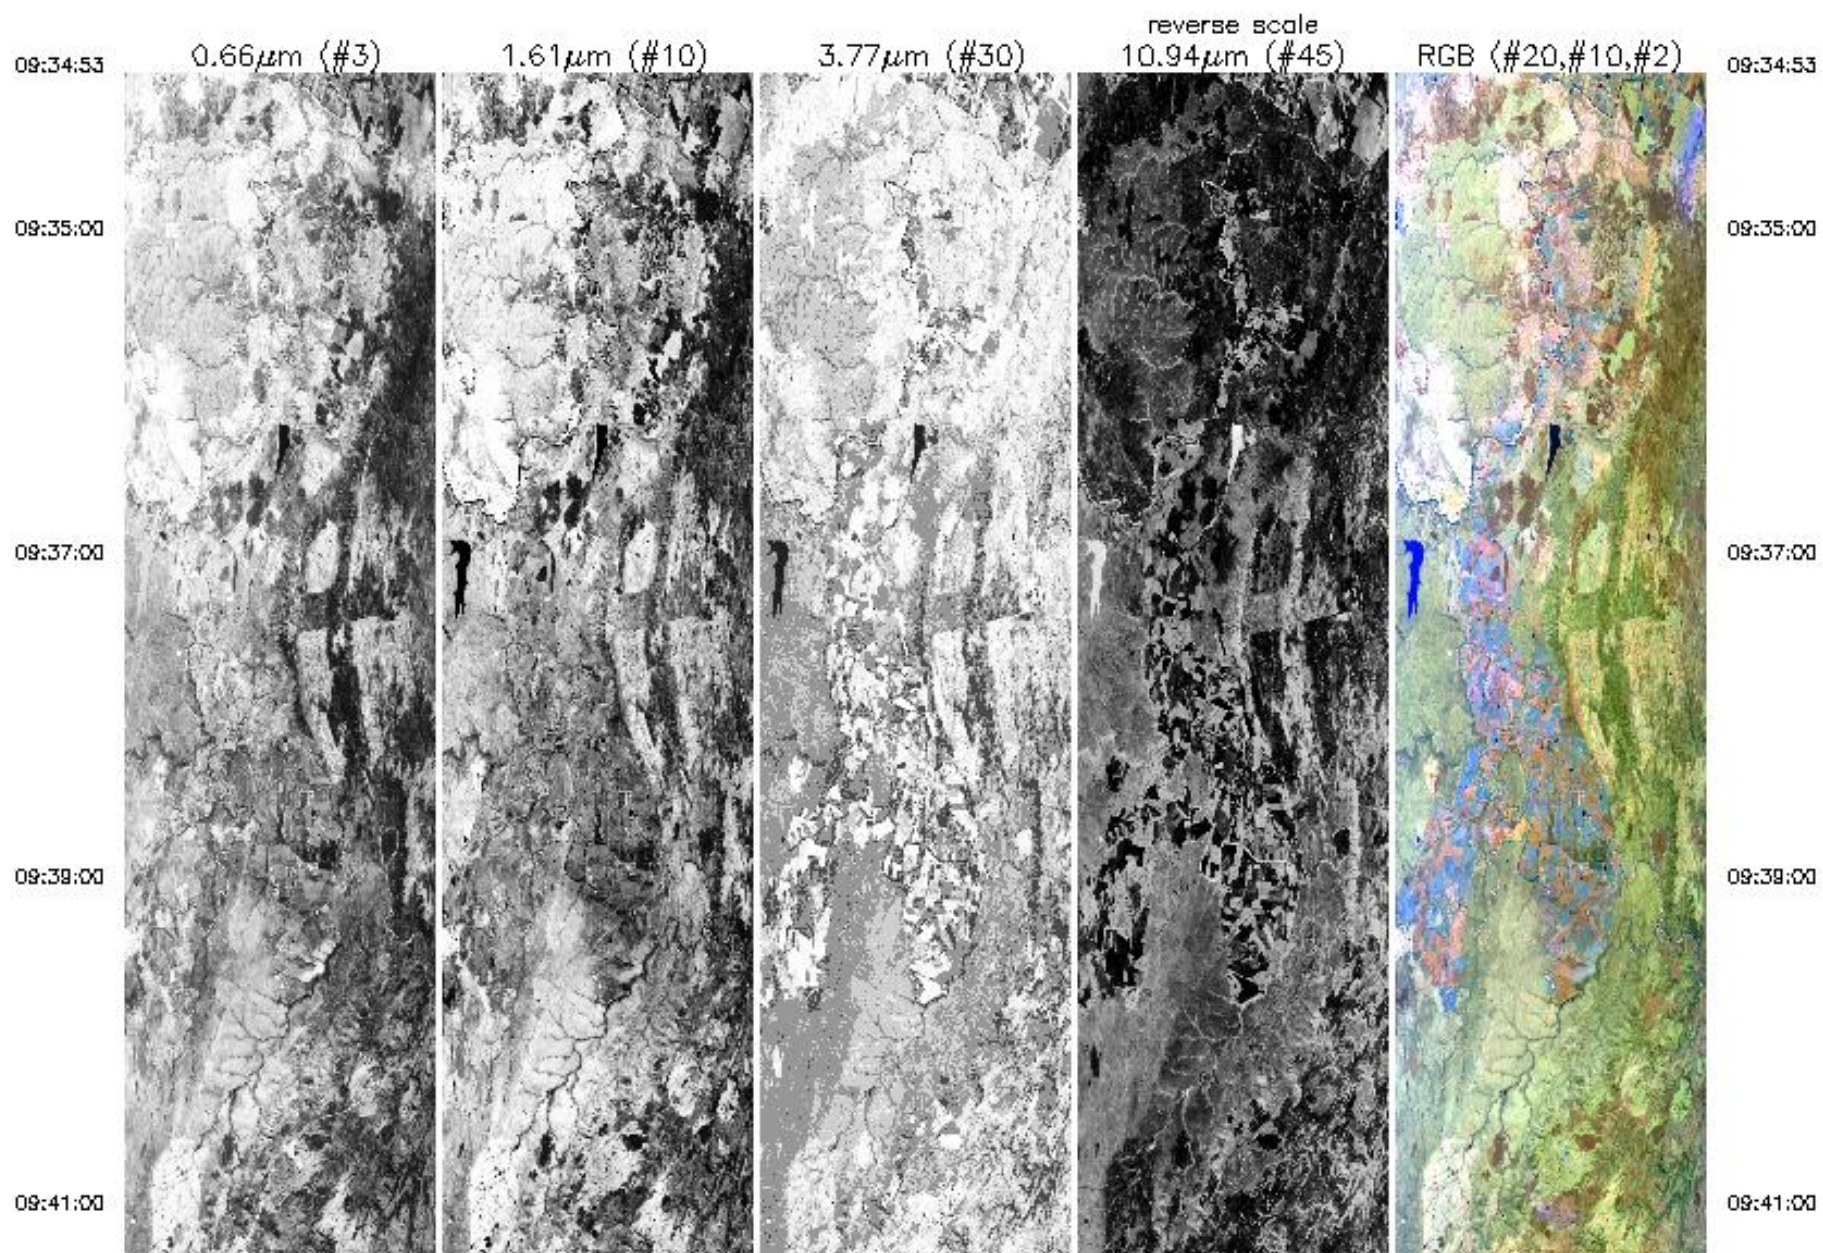 reverse scale
0.66μm (#3) 1.61μm (#10) 3.77μm (#30) 10.94μm (#45) RGB (#20,#10,#2)
09:34:53 09:34:53
09:35:00 09:35:00
09:37:00 09:37:00
09:39:00 09:39:00
09:41:00 09:41:00